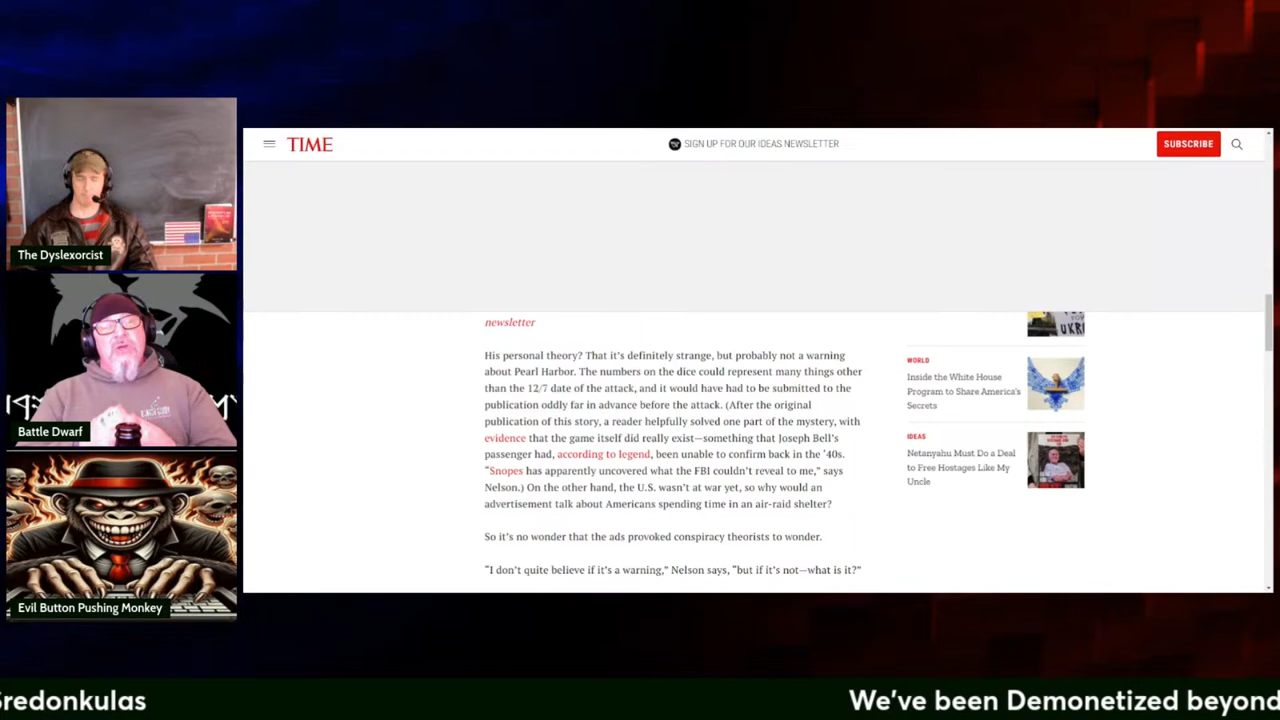 TIME
SIGN UP FOR OUR IDEAS NEWSLETTER
SUBSCRIBE
The Dyslexorcist
Battle Dwarf
Evil Button Pushing Monkey
newsletter
His personal theory? That it's definitely strange, but probably not a warning
about Pearl Harbor. The numbers on the dice could represent many things other
than the 12/7 date of the attack, and it would have had to be submitted to the
publication oddly far in advance before the attack. (After the original
publication of this story, a reader helpfully solved one part of the mystery, with
evidence that the game itself did really exist—something that Joseph Bell's
passenger had, according to legend, been unable to confirm back in the '40s.
“Snopes has apparently uncovered what the FBI couldn't reveal to me,” says
Nelson.) On the other hand, the U.S. wasn't at war yet, so why would an
advertisement talk about Americans spending time in an air-raid shelter?
So it's no wonder that the ads provoked conspiracy theorists to wonder.
“I don't quite believe if it's a warning,” Nelson says, “but if it's not—what is it?”
WORLD
Inside the White House
Program to Share America's
Secrets
IDEAS
Netanyahu Must Do a Deal
to Free Hostages Like My
Uncle
sredonkulas
We've been Demonetized beyond